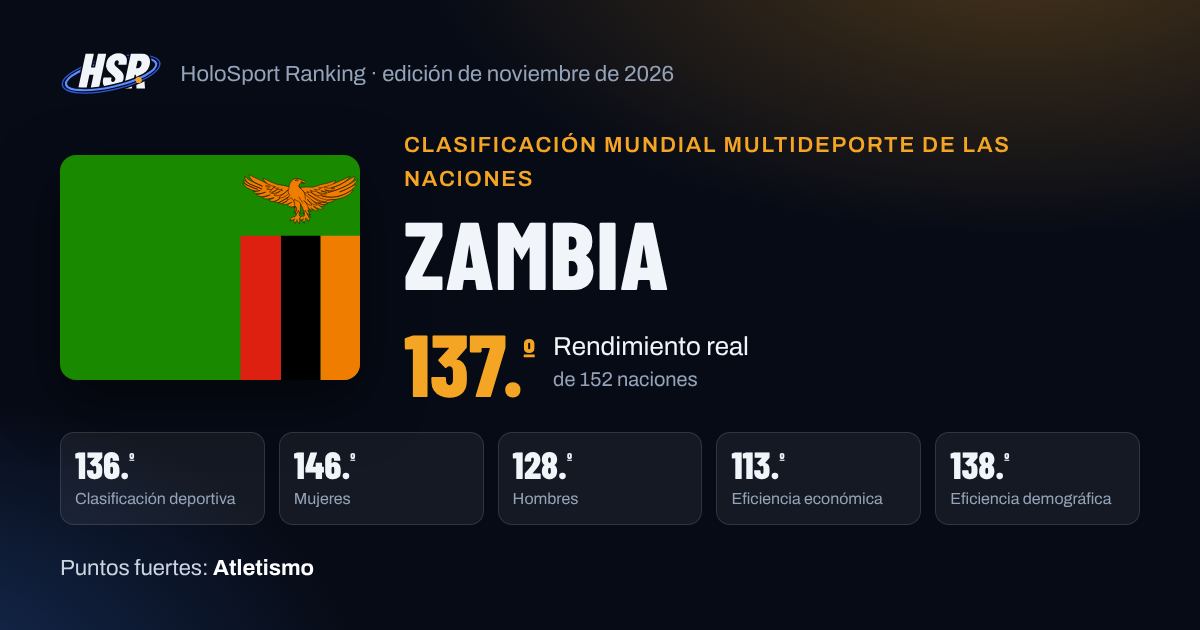 HSR
HoloSport Ranking · edición de noviembre de 2026
CLASIFICACIÓN MUNDIAL MULTIDEPORTE DE LAS
NACIONES
ZAMBIA
137.º
Rendimiento real
de 152 naciones
136.º
Clasificación deportiva
146.º
Mujeres
128.º
Hombres
113.º
Eficiencia económica
138.º
Eficiencia demográfica
Puntos fuertes: Atletismo